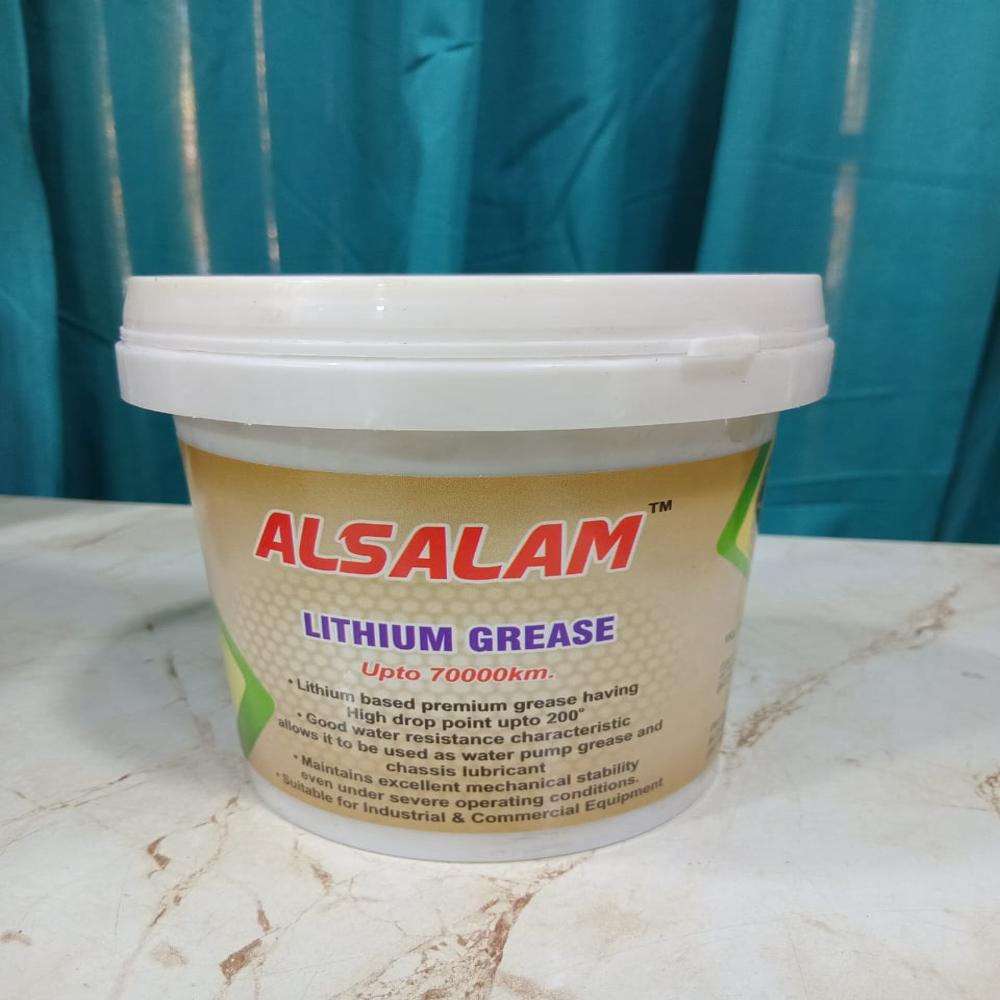 ALSALAM™
LITHIUM GREASE
Upto 70000km.
• Lithium based premium grease having
High drop point upto 200°
• Good water resistance characteristic
allows it to be used as water pump grease and
chassis lubricant
• Maintains excellent mechanical stability
even under severe operating conditions.
• Suitable for Industrial & Commercial Equipment